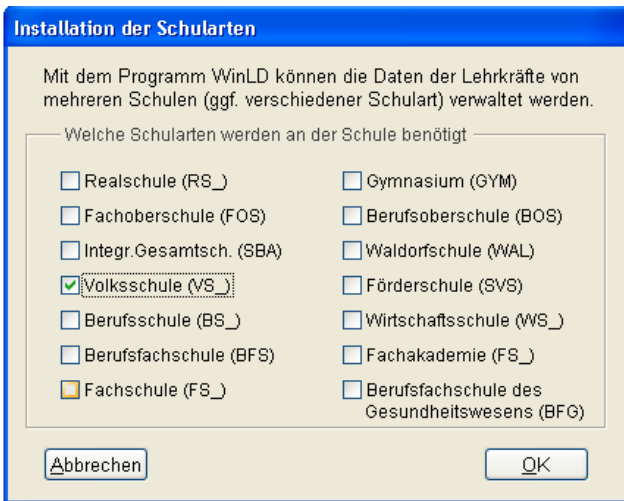 Installation der Schularten
Mit dem Programm WinLD können die Daten der Lehrkräfte von
mehreren Schulen (ggf. verschiedener Schulart) verwaltet werden.
Welche Schularten werden an der Schule benötigt
Realschule (RS_)
Fachoberschule (FOS)
Integr.Gesamtsch. (SBA)
Volksschule (VS_)
Berufsschule (BS_)
Berufsfachschule (BFS)
Fachschule (FS_)
Gymnasium (GYM)
Berufsoberschule (BOS)
Waldorfschule (WAL)
Förderschule (SVS)
Wirtschaftsschule (WS_)
Fachakademie (FS_)
Berufsfachschule des
Gesundheitswesens (BFG)
Abbrechen
OK